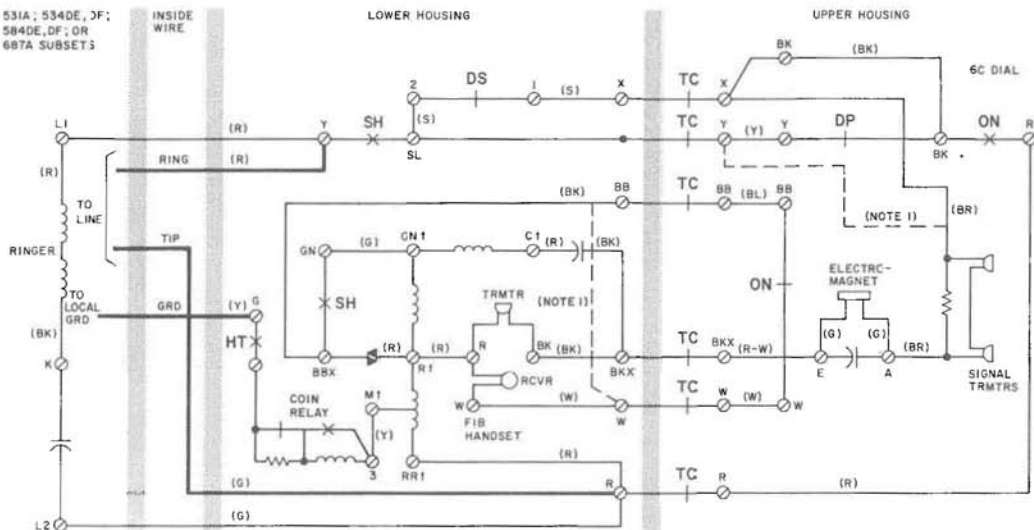 531A; 534DE, DF;
584DE, DF; OR
687A SUBSETS
INSIDE
WIRE
LOWER HOUSING
UPPER HOUSING
6C DIAL
BK
(BK)
2
DS
1
(S)
X
TC
X
(S)
L1
(R)
Y
SH
SL
TC
Y
(Y)
Y
DP
BK
ON
R
RING
(R)
(R)
TO
LINE
(BK)
BB
TC
BB
(BL)
BB
(NOTE 1)
(BR)
RINGER
TIP
GN
(G)
GN1
C1
(R)
(BK)
ELECTRO-
MAGNET
TO
LOCAL
GRD
GRD
(Y)
G
SH
TRMTR
(NOTE 1)
ON
(BK)
HT
(R)
(R)
R
BK
(BK)
(G)
(G)
K
BBX
R1
BKX
TC
BKX
(R-W)
E
A
(BR)
SIGNAL
TRMTRS
RCVR
COIN
RELAY
M1
W
(W)
W
TC
W
(W)
W
F1B
HANDSET
(Y)
3
RR1
(R)
(G)
R
TC
R
(R)
L2
(G)